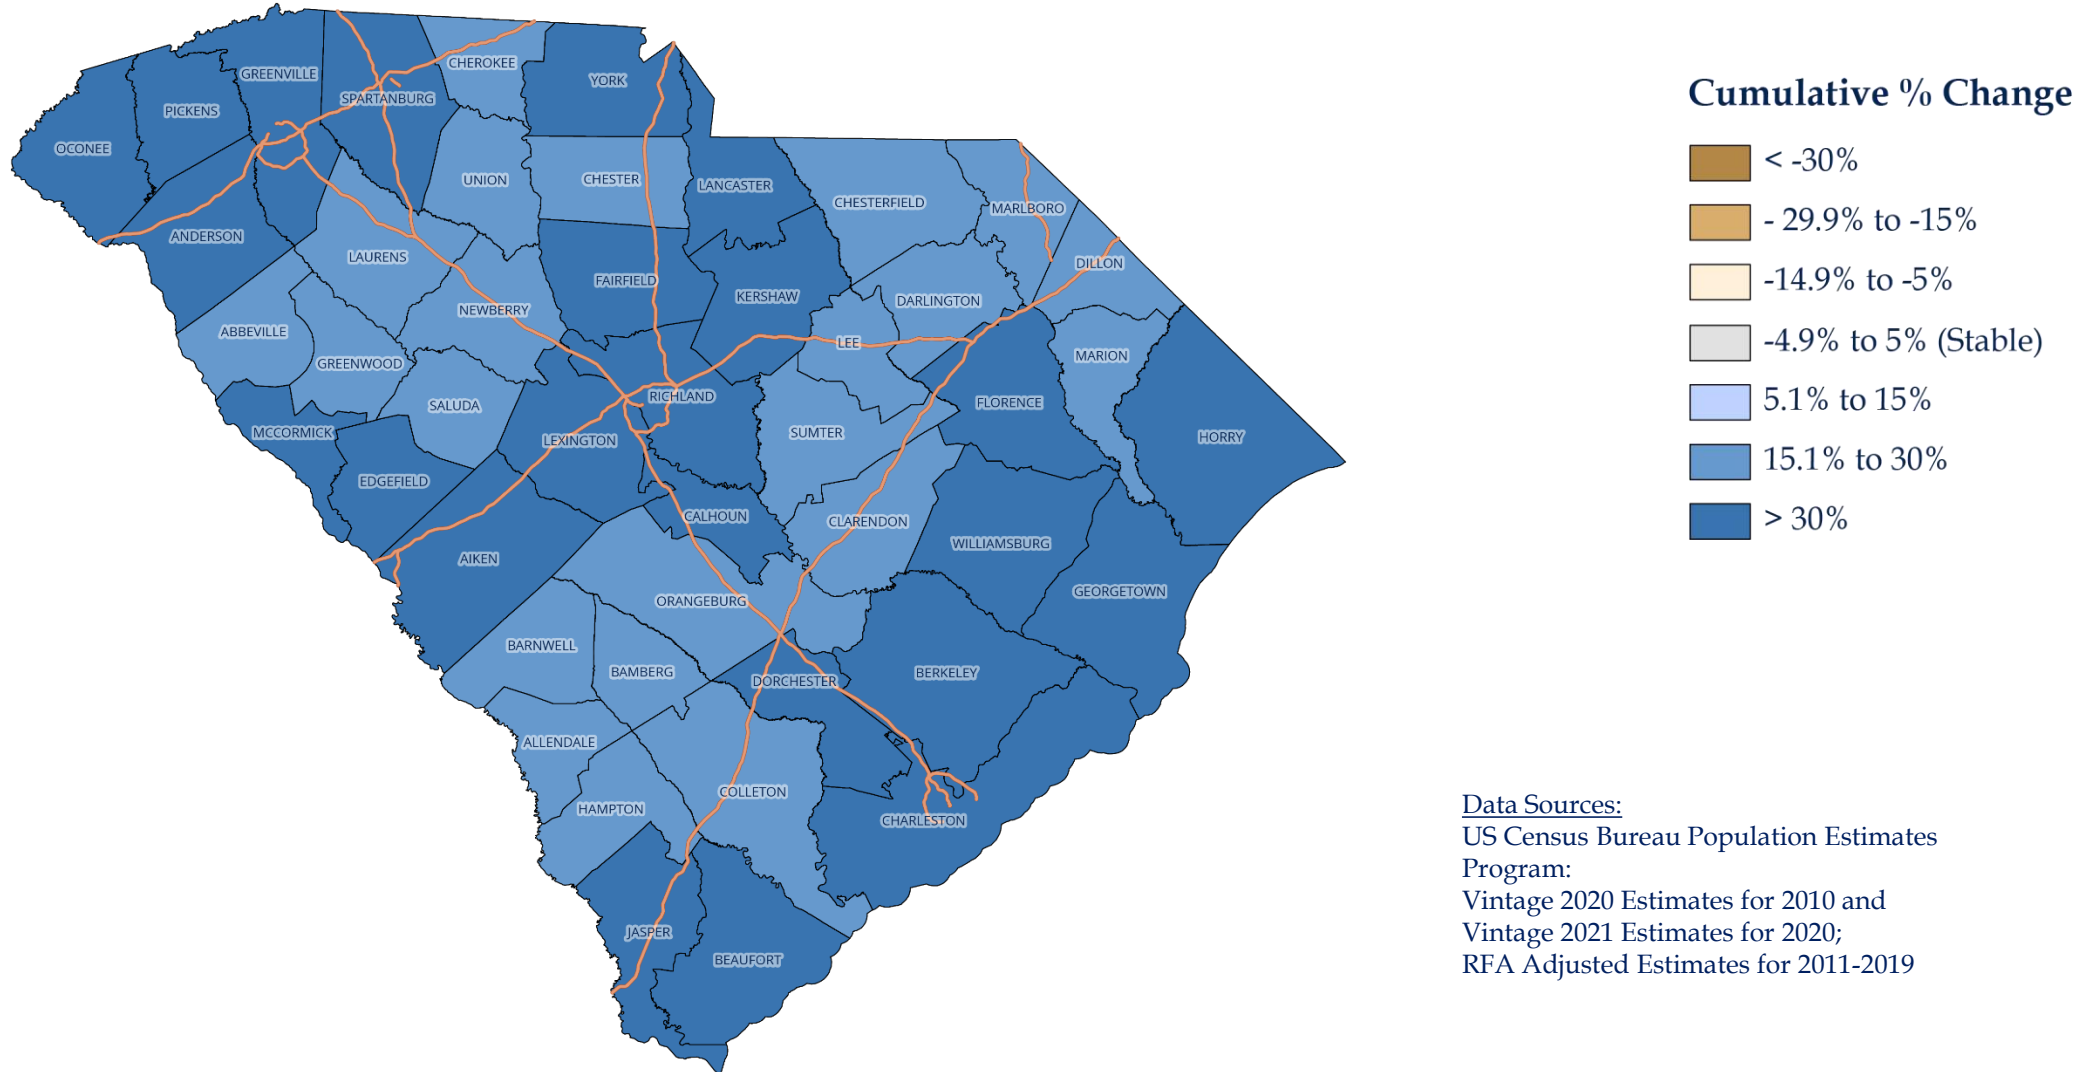 GREENVILLE
CHEROKEE
YORK
SPARTANBURG
PICKENS
OCONEE
UNION
CHESTER
LANCASTER
CHESTERFIELD
MARLBORO
ANDERSON
LAURENS
DILLON
FAIRFIELD
KERSHAW
DARLINGTON
NEWBERRY
ABBEVILLE
LEE
MARION
GREENWOOD
RICHLAND
SALUDA
FLORENCE
MCCORMICK
LEXINGTON
SUMTER
HORRY
EDGEFIELD
CALHOUN
CLARENDON
WILLIAMSBURG
AIKEN
GEORGETOWN
ORANGEBURG
BARNWELL
BAMBERG
DORCHESTER
BERKELEY
ALLENDALE
COLLETON
HAMPTON
CHARLESTON
JASPER
BEAUFORT
Cumulative % Change
< -30%
- 29.9% to -15%
-14.9% to -5%
-4.9% to 5% (Stable)
5.1% to 15%
15.1% to 30%
> 30%
Data Sources:
US Census Bureau Population Estimates
Program:
Vintage 2020 Estimates for 2010 and
Vintage 2021 Estimates for 2020;
RFA Adjusted Estimates for 2011-2019